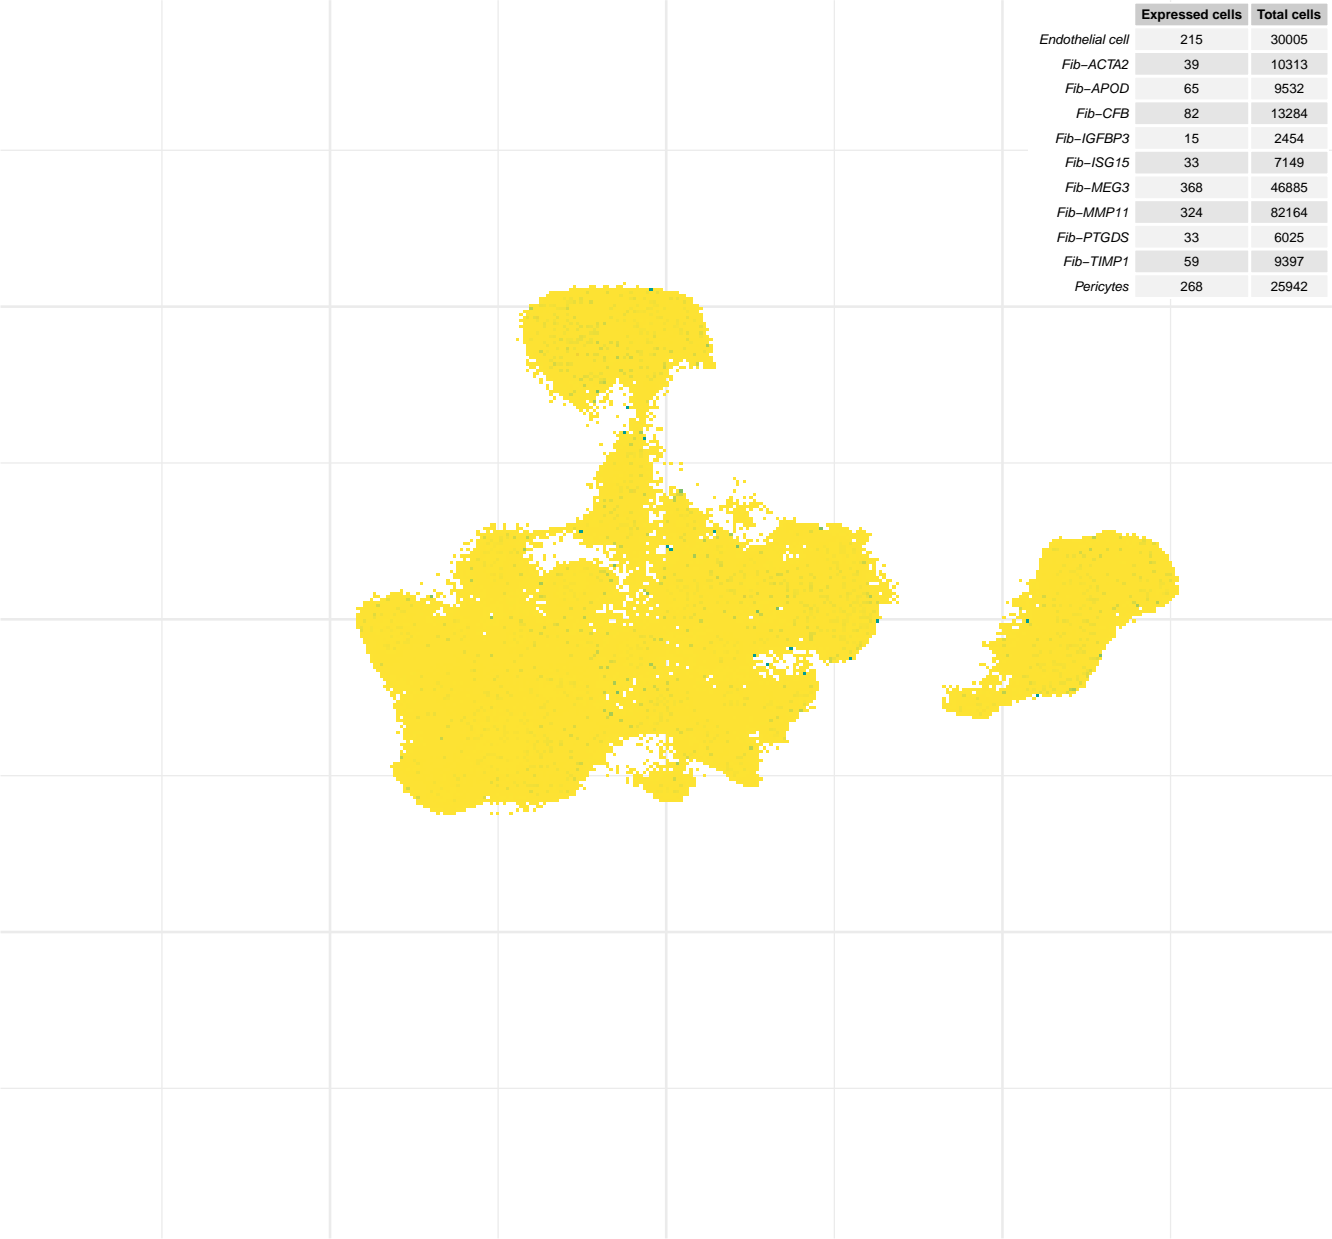 Expressed cells Total cells
Endothelial cell 215 30005
Fib−ACTA2 39 10313
Fib−APOD 65 9532
Fib−CFB 82 13284
Fib−IGFBP3 15 2454
Fib−ISG15 33 7149
Fib−MEG3 368 46885
Fib−MMP11 324 82164
Fib−PTGDS 33 6025
Fib−TIMP1 59 9397
Pericytes 268 25942